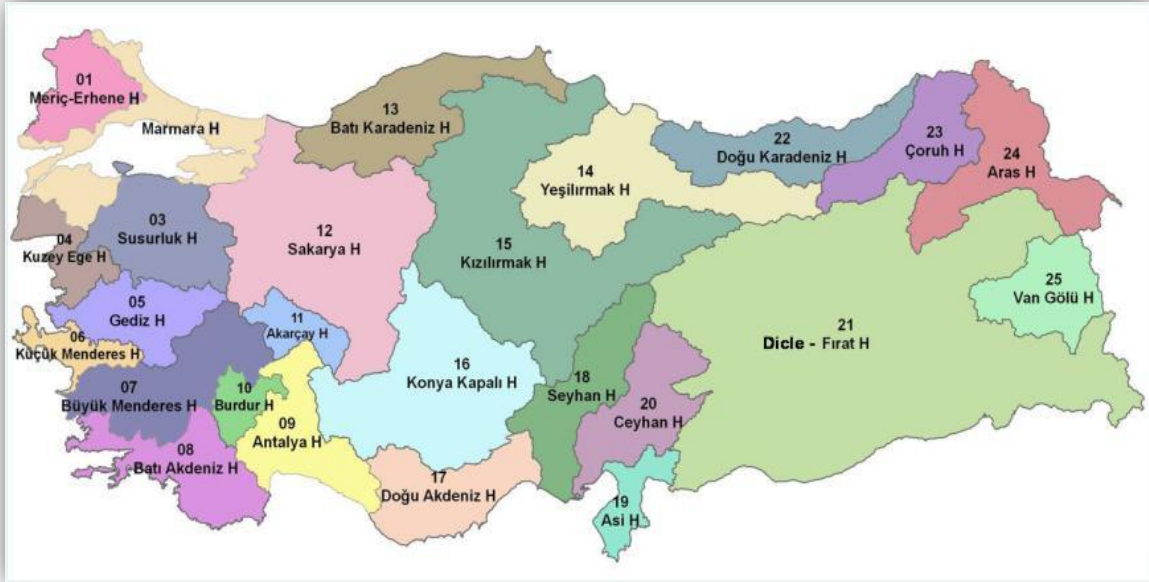 01
Meriç-Erhene H
Marmara H
03
Susurluk H
04
Kuzey Ege H
05
Gediz H
06
Küçük Menderes H
07
Büyük Menderes H
08
Batı Akdeniz H
09
Antalya H
10
Burdur H
11
Akarçay H
12
Sakarya H
13
Batı Karadeniz H
14
Yeşilırmak H
15
Kızılırmak H
16
Konya Kapalı H
17
Doğu Akdeniz H
18
Seyhan H
19
Asi H
20
Ceyhan H
21
Dicle - Fırat H
22
Doğu Karadeniz H
23
Çoruh H
24
Aras H
25
Van Gölü H